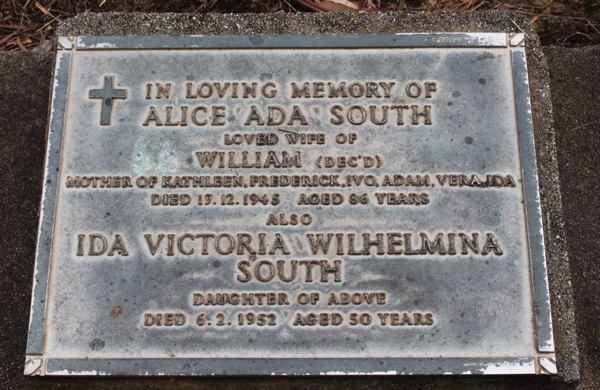 IN LOVING MEMORY OF
ALICE ADA SOUTH
LOVED WIFE OF
WILLIAM (DEC'D)
MOTHER OF KATHLEEN, FREDERICK, IVO, ADAM, VERA, IDA
DIED 19.12.1945 AGED 86 YEARS
ALSO
IDA VICTORIA WILHELMINA
SOUTH
DAUGHTER OF ABOVE
DIED 6.2.1952 AGED 50 YEARS